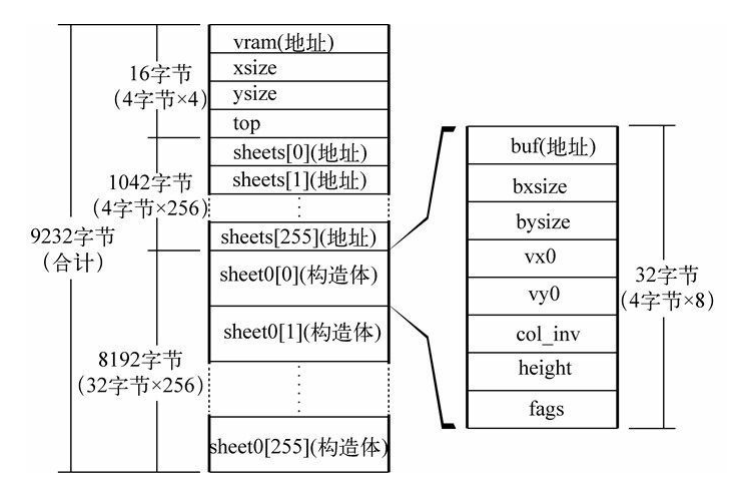 vram(地址)
xsize
ysize
top
sheets[0](地址)
sheets[1](地址)
sheets[255](地址)
sheet0[0](构造体)
sheet0[1](构造体)
sheet0[255](构造体)
16字节
(4字节×4)
1042字节
(4字节×256)
9232字节
(合计)
8192字节
(32字节×256)
buf(地址)
bxsize
bysize
vx0
vy0
col_inv
height
fags
32字节
(4字节×8)